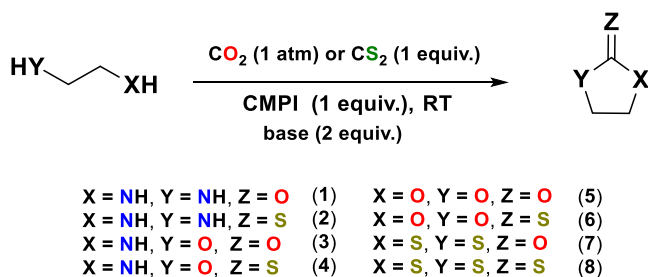 Z
HY
XH
CO₂ (1 atm) or CS₂ (1 equiv.)
CMPI (1 equiv.), RT
base (2 equiv.)
Y
X
X = NH, Y = NH, Z = O (1)
X = NH, Y = NH, Z = S (2)
X = NH, Y = O, Z = O (3)
X = NH, Y = O, Z = S (4)
X = O, Y = O, Z = O (5)
X = O, Y = O, Z = S (6)
X = S, Y = S, Z = O (7)
X = S, Y = S, Z = S (8)